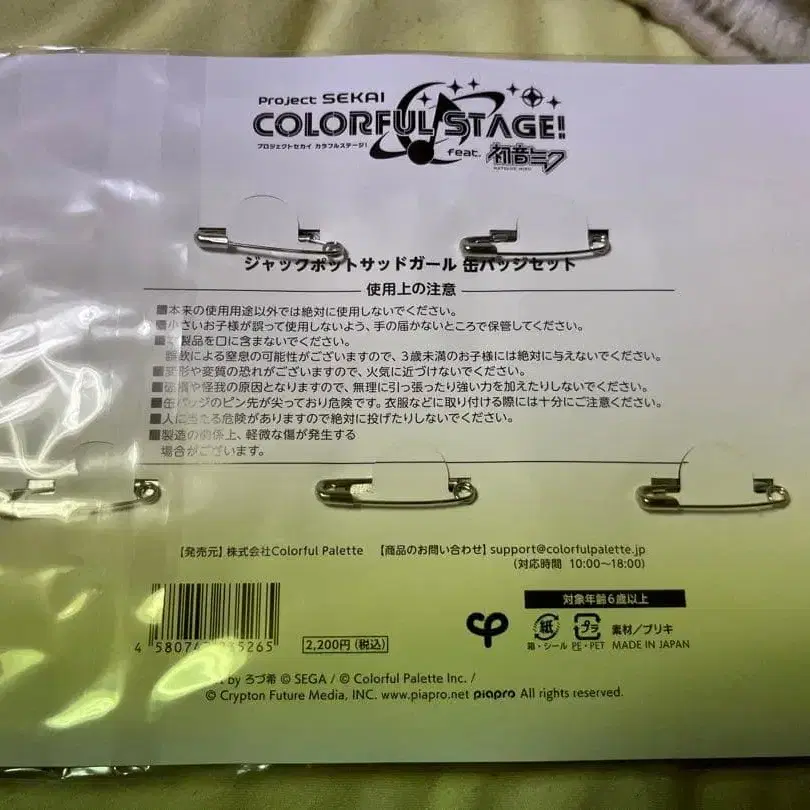 Project SEKAI
COLORFUL STAGE!
プロジェクトセカイ カラフルステージ!
feat. 初音ミク
HATSUNE MIKU
ジャックポットサッドガール 缶バッジセット
使用上の注意
■本来の使用用途以外では絶対に使用しないでください。
■小さいお子様が誤って使用しないよう、手の届かないところで保管してください。
■本製品を口に含まないでください。
誤飲による窒息の可能性がございますので、3歳未満のお子様には絶対に与えないでください。
■変形や変質の恐れがございますので、火気に近づけないでください。
■破損や怪我の原因となりますので、無理に引っ張ったり強い力を加えたりしないでください。
■缶バッジのピン先が尖っており危険です。衣服などに取り付ける際には十分にご注意ください。
■人に当たる危険がありますので絶対に投げたりしないでください。
■製造の関係上、軽微な傷が発生する
場合がございます。
【発売元】株式会社Colorful Palette 【商品のお問い合わせ】support@colorfulpalette.jp
(対応時間 10:00~18:00)
対象年齢6歳以上
4 58076 35265
2,200円(税込)
紙 プラ 素材/ブリキ
箱・シール PE・PET MADE IN JAPAN
by ろづ希 © SEGA / © Colorful Palette Inc. /
© Crypton Future Media, INC. www.piapro.net piapro All rights reserved.